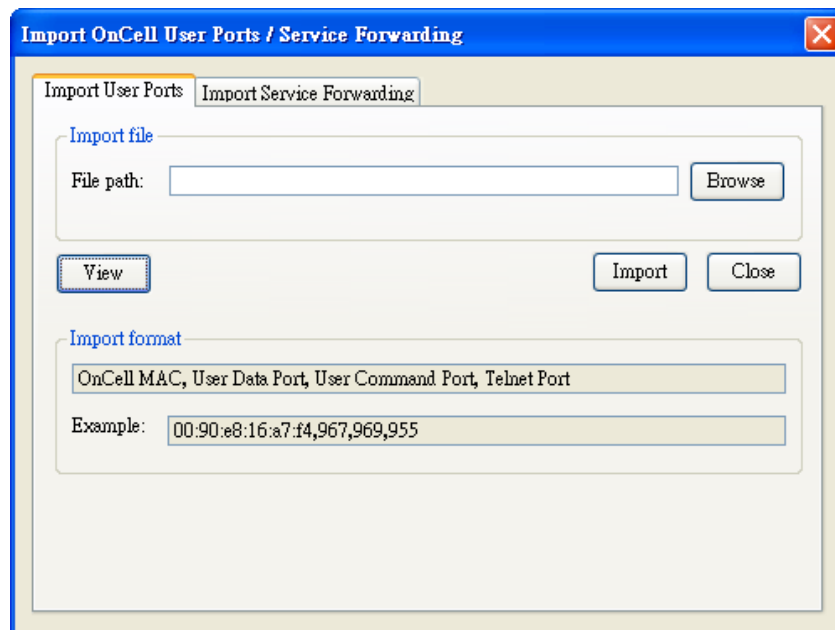 Import OnCell User Ports / Service Forwarding
Import User Ports
Import Service Forwarding
Import file
File path:
Browse
View
Import
Close
Import format
OnCell MAC, User Data Port, User Command Port, Telnet Port
Example:
00:90:e8:16:a7:f4,967,969,955